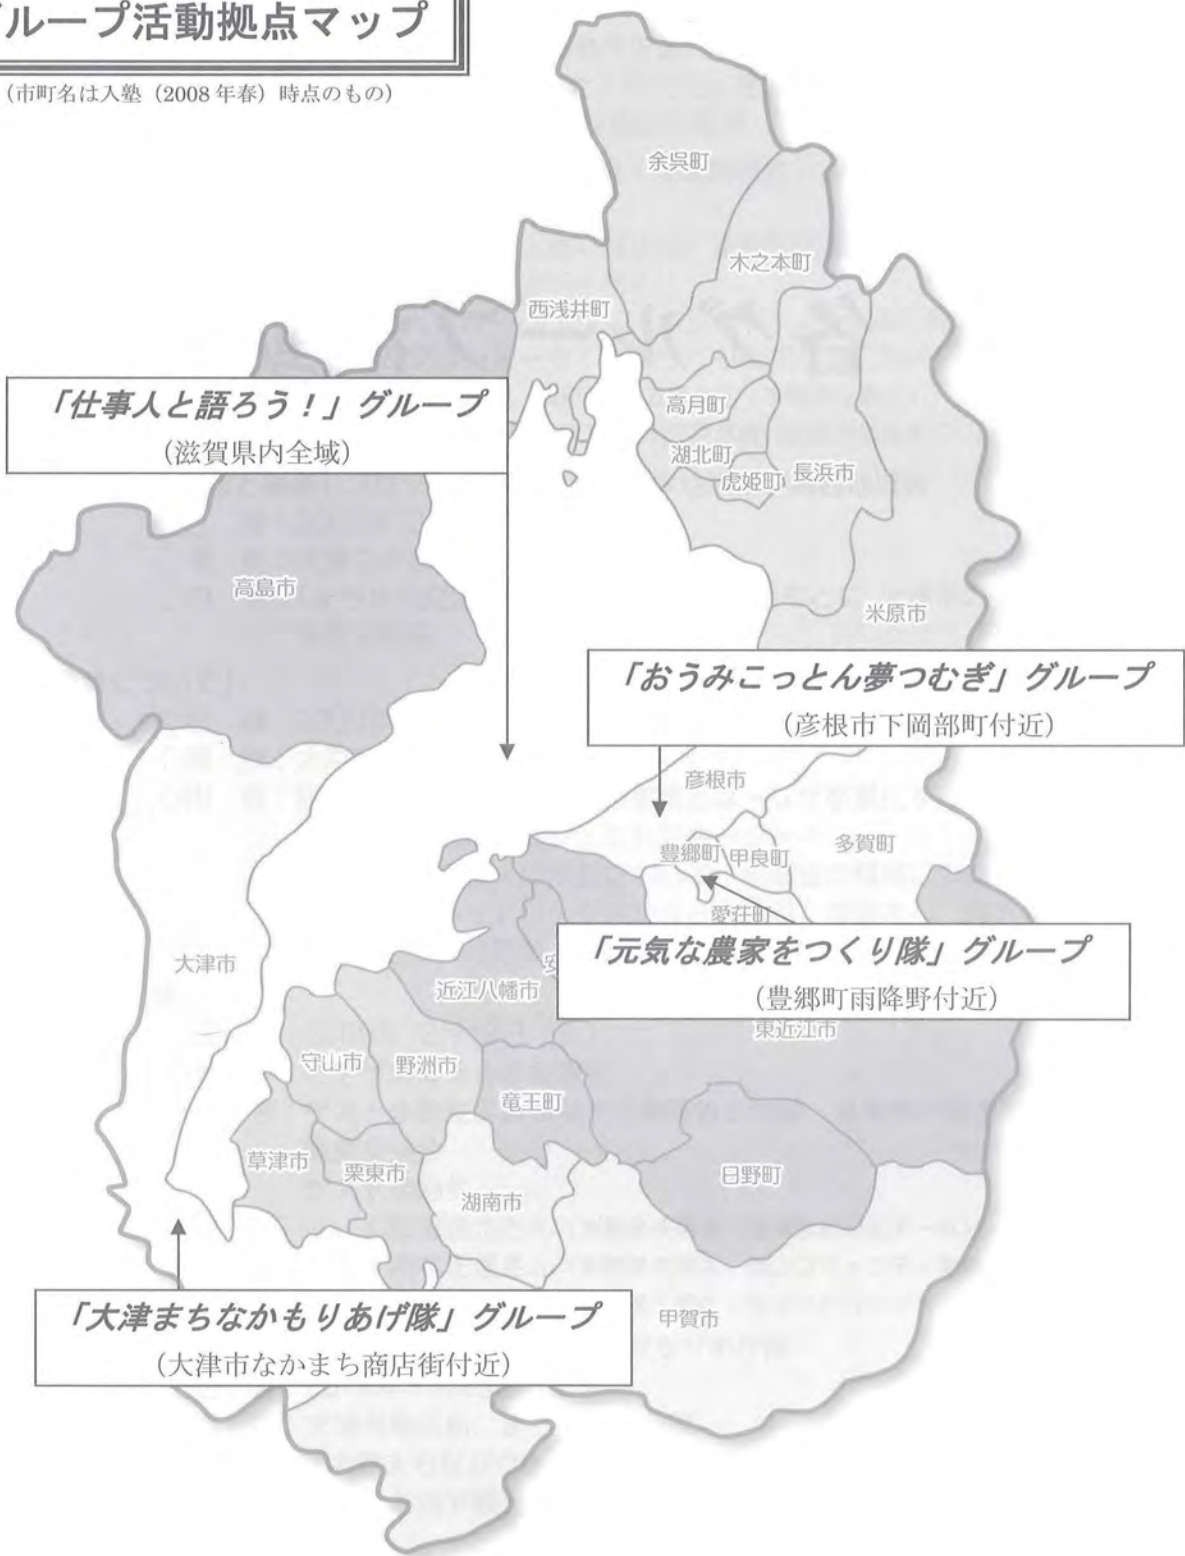 ループ活動拠点マップ
(市町名は入塾（2008年春）時点のもの)
余呉町
木之本町
西浅井町
「仕事人と語ろう！」グループ
(滋賀県内全域)
高月町
湖北町
虎姫町
長浜市
高島市
米原市
「おうみこっとん夢つむぎ」グループ
(彦根市下岡部町付近)
彦根市
豊郷町
甲良町
多賀町
愛荘町
「元気な農家をつくり隊」グループ
(豊郷町雨降野付近)
大津市
近江八幡市
安
東近江市
守山市
野洲市
竜王町
草津市
栗東市
湖南市
日野町
「大津まちなかもりあげ隊」グループ
(大津市なかまち商店街付近)
甲賀市